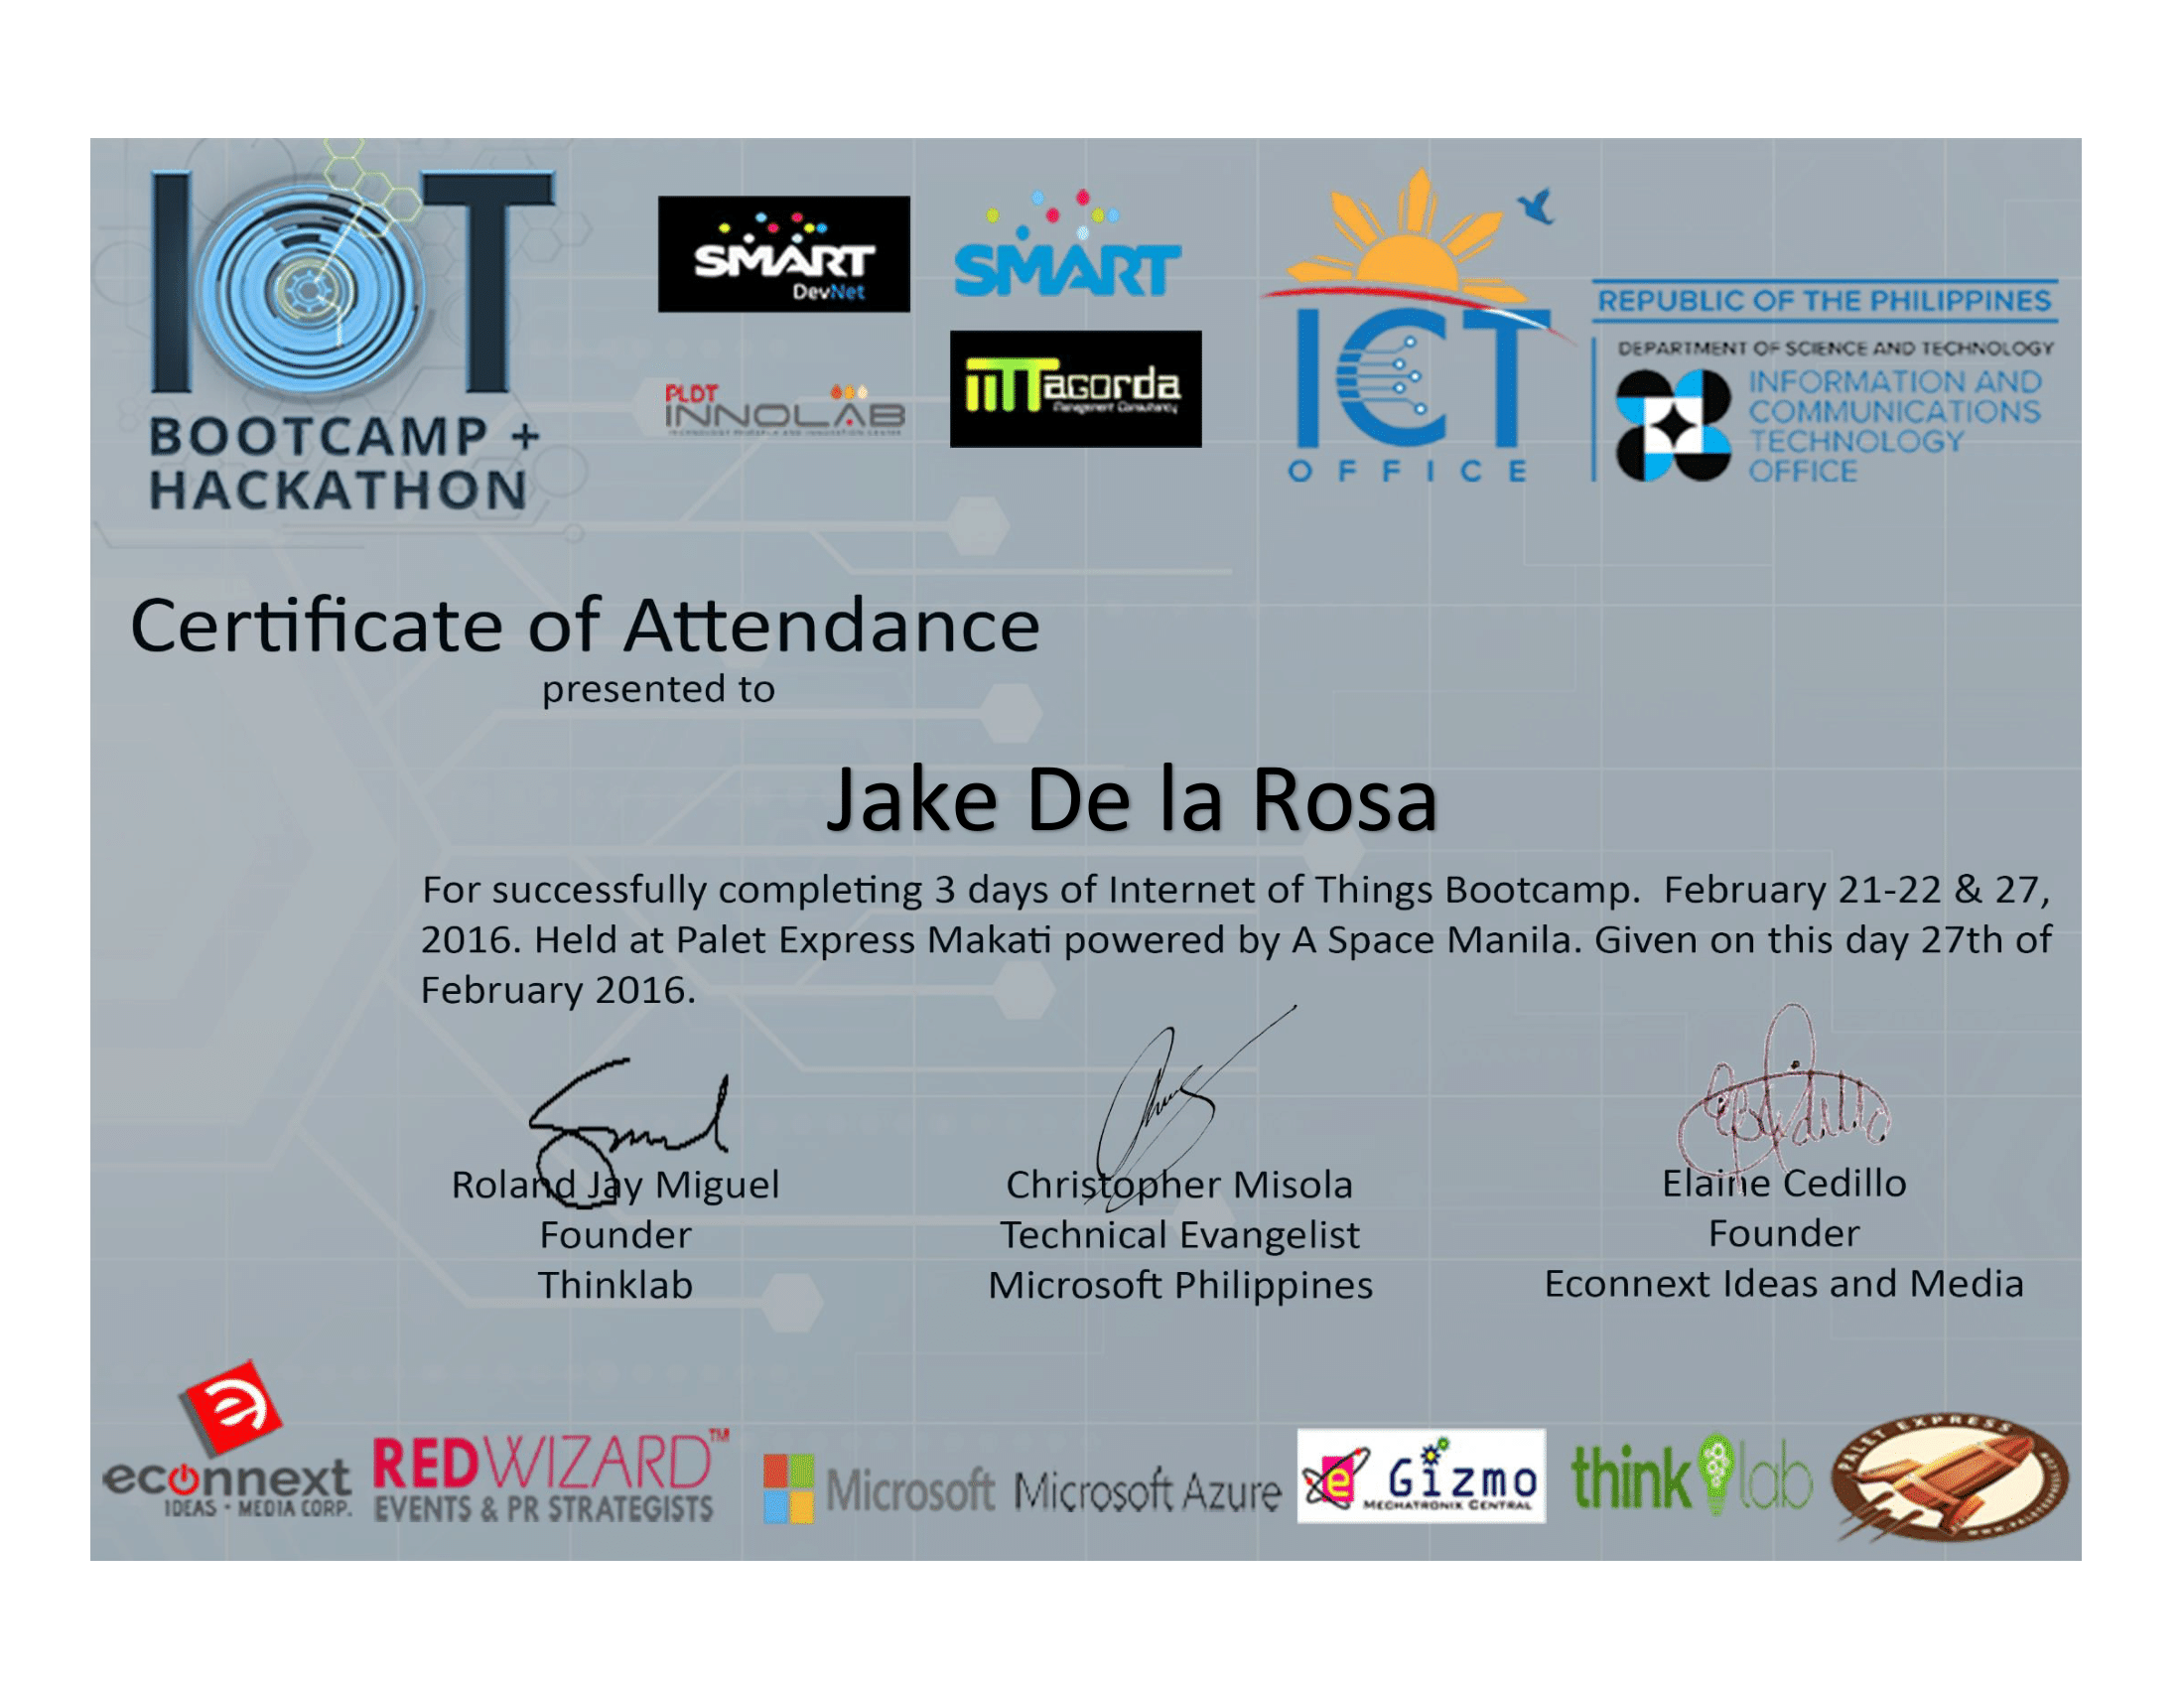 IOT
BOOTCAMP +
HACKATHON
SMART
DevNet
SMART
PLDT
INNOLAB
iiTTagorda
Management Consultancy
ICT
OFFICE
REPUBLIC OF THE PHILIPPINES
DEPARTMENT OF SCIENCE AND TECHNOLOGY
INFORMATION AND
COMMUNICATIONS
TECHNOLOGY
OFFICE
Certificate of Attendance
presented to
Jake De la Rosa
For successfully completing 3 days of Internet of Things Bootcamp. February 21-22 & 27,
2016. Held at Palet Express Makati powered by A Space Manila. Given on this day 27th of
February 2016.
Roland Jay Miguel
Founder
Thinklab
Christopher Misola
Technical Evangelist
Microsoft Philippines
Elaine Cedillo
Founder
Econnext Ideas and Media
econnext
IDEAS • MEDIA CORP.
REDWIZARD™
EVENTS & PR STRATEGISTS
Microsoft
Microsoft Azure
e Gizmo
MECHATRONIX CENTRAL
think lab
PALET EXPRESS